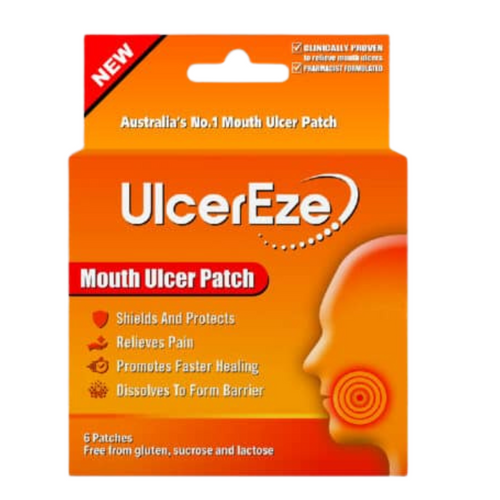 NEW
CLINICALLY PROVEN
to relieve mouth ulcers
PHARMACIST FORMULATED
Australia's No.1 Mouth Ulcer Patch
UlcerEze
Mouth Ulcer Patch
Shields And Protects
Relieves Pain
Promotes Faster Healing
Dissolves To Form Barrier
6 Patches
Free from gluten, sucrose and lactose